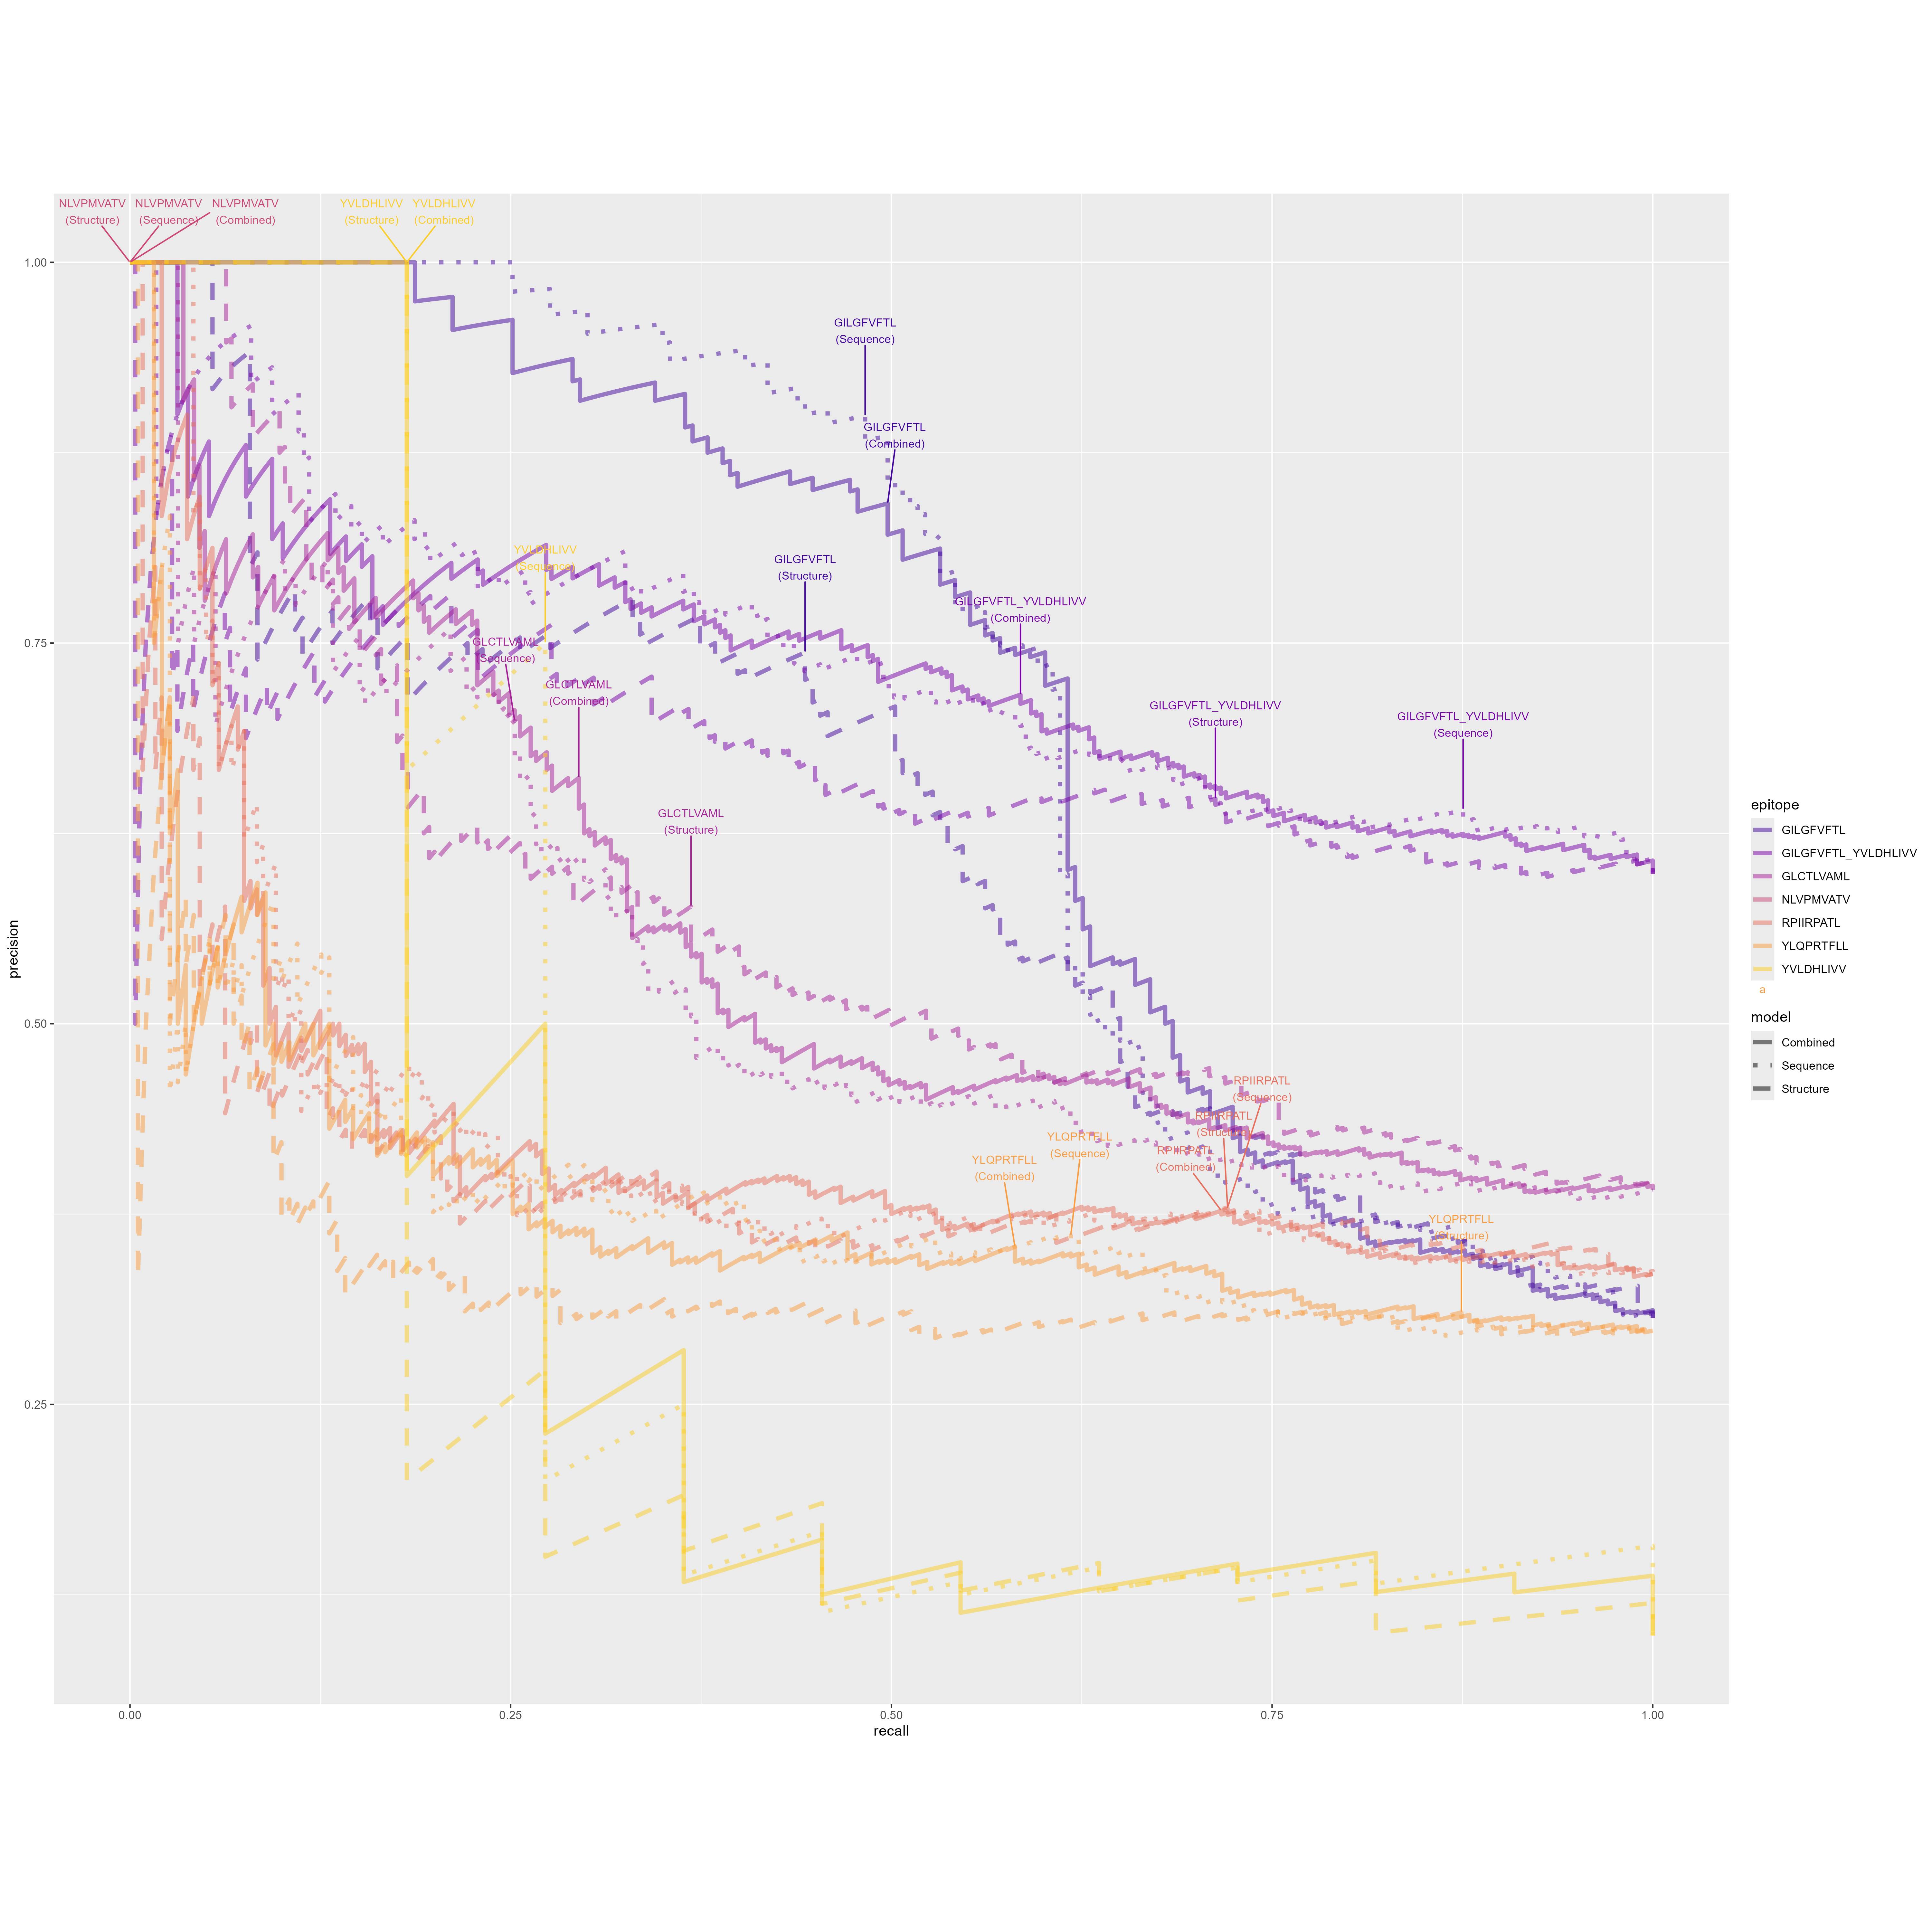 NLVPMVATV
(Structure)
NLVPMVATV
(Sequence)
NLVPMVATV
(Combined)
YVLDHLIVV
(Structure)
YVLDHLIVV
(Combined)
GILGFVFTL
(Sequence)
GILGFVFTL
(Combined)
YVLDHLIVV
(Sequence)
GILGFVFTL
(Structure)
GILGFVFTL_YVLDHLIVV
(Combined)
GLCTLVAML
(Sequence)
GLCTLVAML
(Combined)
GILGFVFTL_YVLDHLIVV
(Structure)
GILGFVFTL_YVLDHLIVV
(Sequence)
GLCTLVAML
(Structure)
RPIIRPATL
(Sequence)
RPIIRPATL
(Structure)
RPIIRPATL
(Combined)
YLQPRTFLL
(Sequence)
YLQPRTFLL
(Combined)
YLQPRTFLL
(Structure)
1.00
0.75
0.50
0.25
precision
0.00
0.25
0.50
0.75
1.00
recall
epitope
GILGFVFTL
GILGFVFTL_YVLDHLIVV
GLCTLVAML
NLVPMVATV
RPIIRPATL
YLQPRTFLL
YVLDHLIVV
a
model
Combined
Sequence
Structure